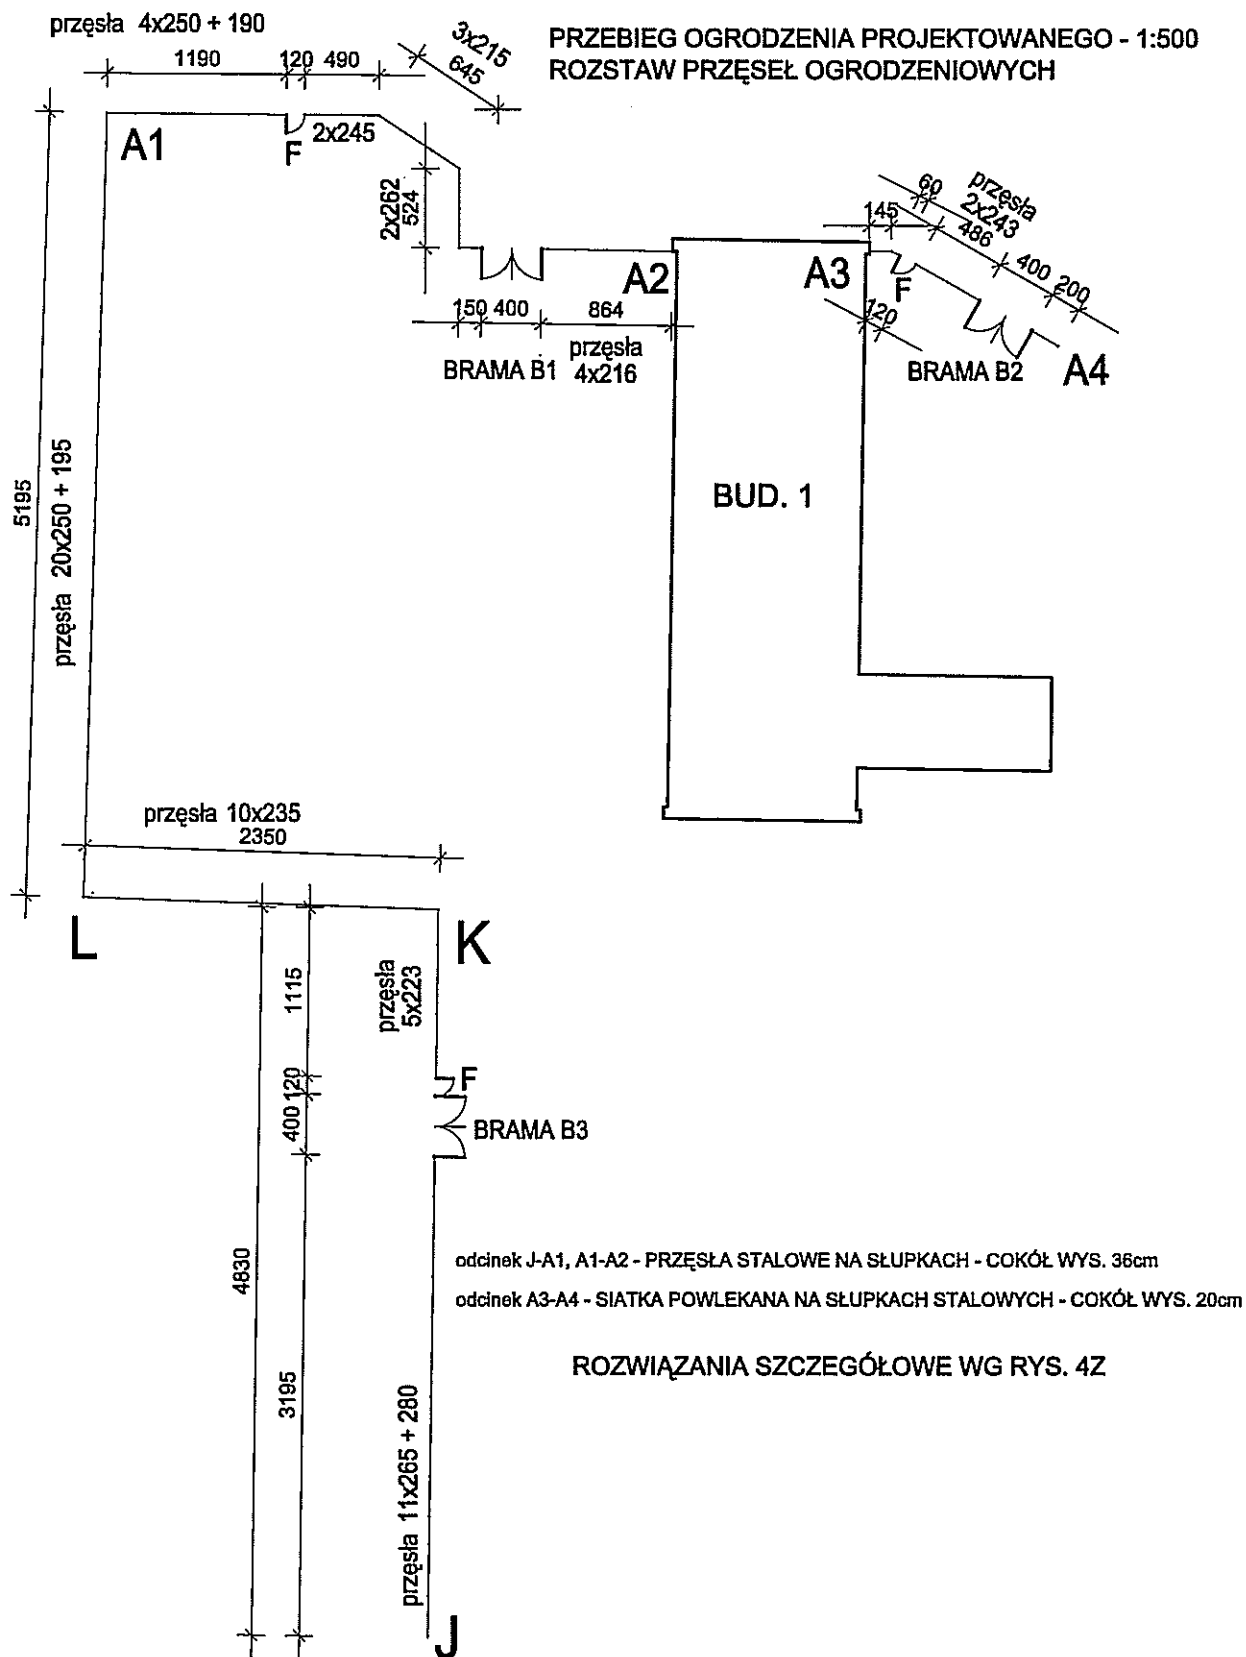 przęsła 4x250 + 190
1190
120
490
3x215
645
PRZEBIEG OGRODZENIA PROJEKTOWANEGO - 1:500
ROZSTAW PRZĘSEŁ OGRODZENIOWYCH
A1
F
2x245
2x262
524
A2
150
400
864
BRAMA B1
przęsła
4x216
A3
145
60
przęsła
2x243
486
400
200
F
120
BRAMA B2
A4
BUD. 1
5195
przęsła 20x250 + 195
przęsła 10x235
2350
L
K
przęsła
5x223
1115
120
400
F
BRAMA B3
4830
3195
przęsła 11x265 + 280
odcinek J-A1, A1-A2 - PRZĘSŁA STALOWE NA SŁUPKACH - COKÓŁ WYS. 36cm
odcinek A3-A4 - SIATKA POWLEKANA NA SŁUPKACH STALOWYCH - COKÓŁ WYS. 20cm
ROZWIĄZANIA SZCZEGÓŁOWE WG RYS. 4Z
J